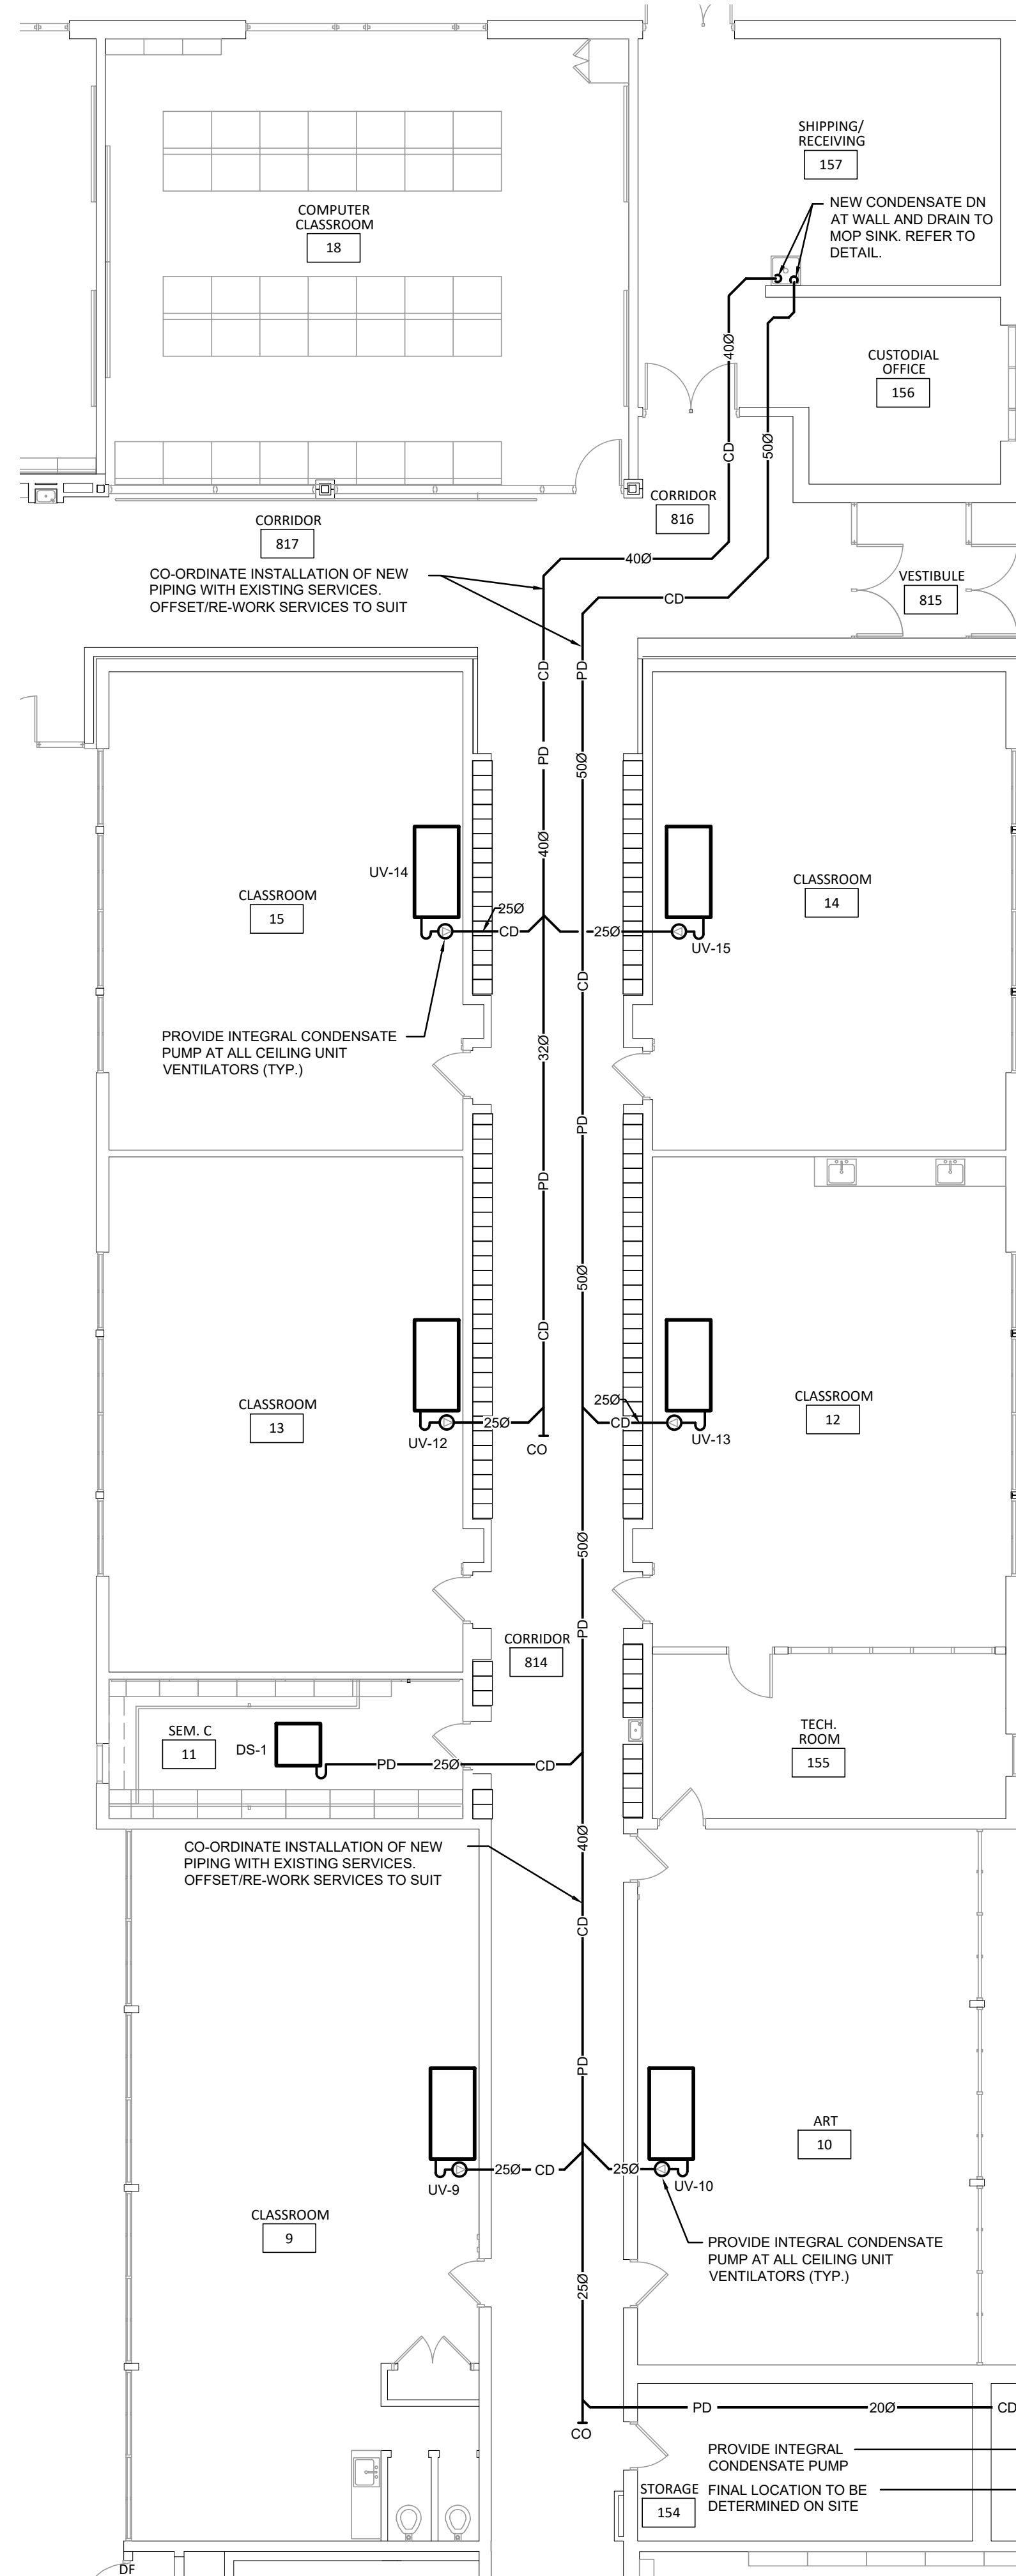 SHIPPING/
RECEIVING
157
NEW CONDENSATE DN
AT WALL AND DRAIN TO
MOP SINK. REFER TO
DETAIL.
COMPUTER
CLASSROOM
18
40Ø
CUSTODIAL
OFFICE
156
CD
50Ø
CORRIDOR
816
CORRIDOR
817
40Ø
CO-ORDINATE INSTALLATION OF NEW
PIPING WITH EXISTING SERVICES.
OFFSET/RE-WORK SERVICES TO SUIT
VESTIBULE
815
CD
CD
PD
PD
50Ø
40Ø
UV-14
CLASSROOM
15
CLASSROOM
14
25Ø
CD
25Ø
UV-15
CD
PROVIDE INTEGRAL CONDENSATE
PUMP AT ALL CEILING UNIT
VENTILATORS (TYP.)
32Ø
PD
PD
50Ø
CD
CLASSROOM
13
CLASSROOM
12
25Ø
25Ø
CD
UV-12
CO
UV-13
50Ø
PD
CORRIDOR
814
SEM. C
11
DS-1
PD
25Ø
CD
TECH.
ROOM
155
40Ø
CO-ORDINATE INSTALLATION OF NEW
PIPING WITH EXISTING SERVICES.
OFFSET/RE-WORK SERVICES TO SUIT
CD
PD
ART
10
25Ø
CD
25Ø
UV-9
UV-10
CLASSROOM
9
PROVIDE INTEGRAL CONDENSATE
PUMP AT ALL CEILING UNIT
VENTILATORS (TYP.)
25Ø
PD
20Ø
CD
CO
PROVIDE INTEGRAL
CONDENSATE PUMP
STORAGE
154
FINAL LOCATION TO BE
DETERMINED ON SITE
DF